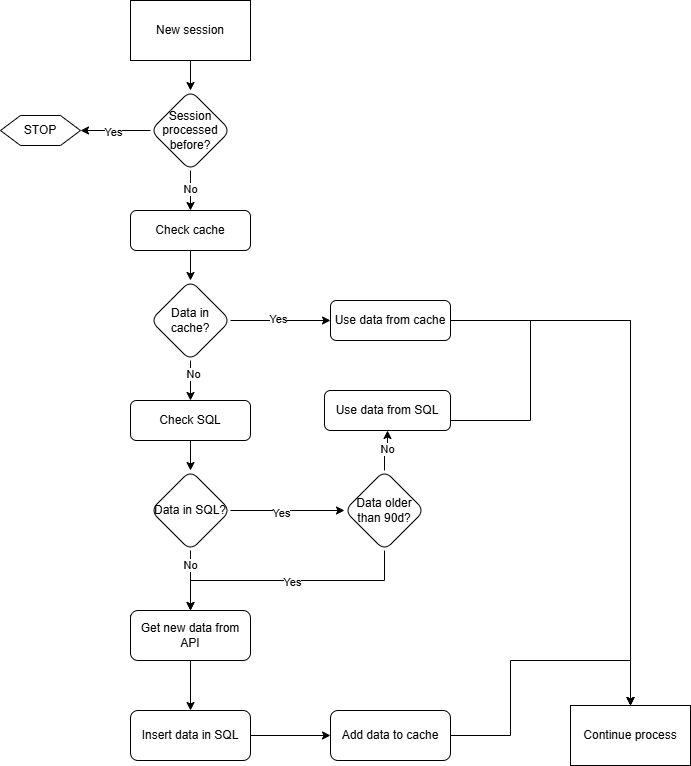 New session
Session
processed
before?
STOP
Yes
No
Check cache
Data in
cache?
Yes
Use data from cache
No
Check SQL
Use data from SQL
No
Data in SQL?
Yes
Data older
than 90d?
No
Yes
Get new data from
API
Insert data in SQL
Add data to cache
Continue process